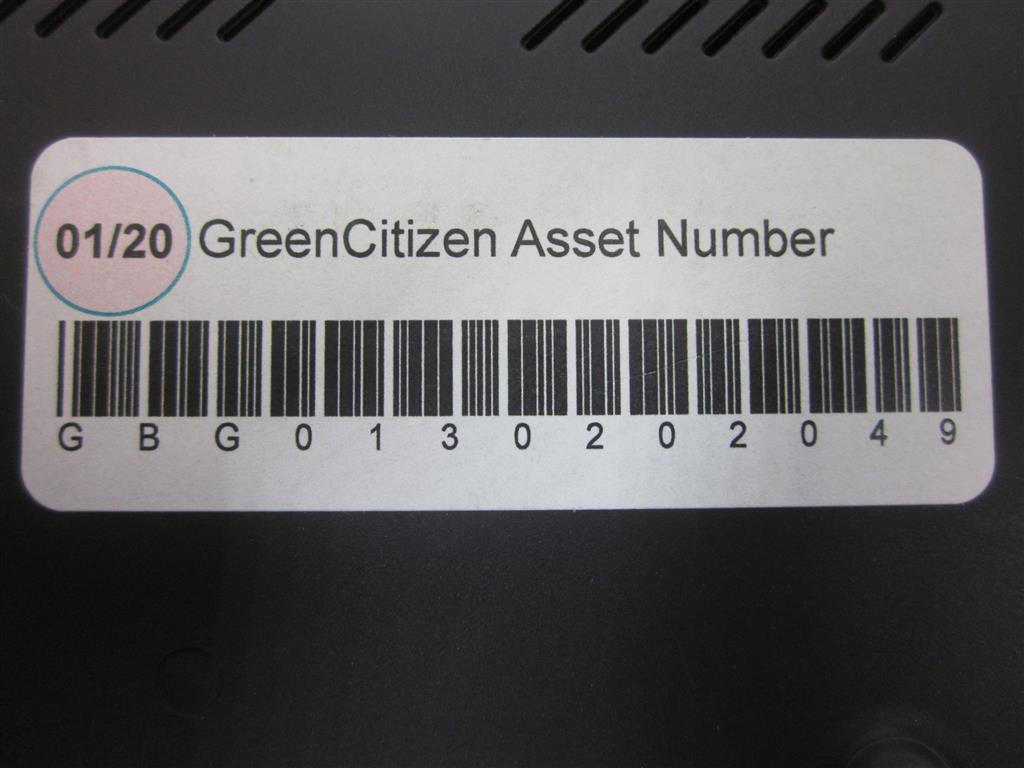 01/20 GreenCitizen Asset Number
G B G 0 1 3 0 2 0 2 0 4 9